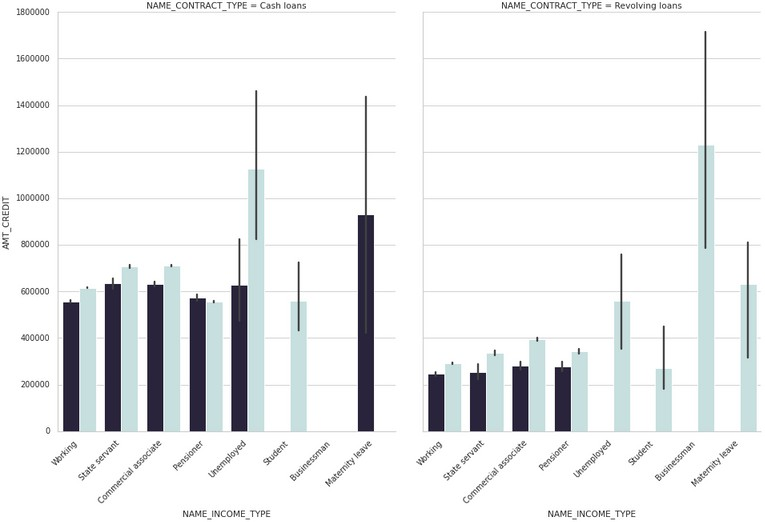 NAME_CONTRACT_TYPE = Cash loans
NAME_CONTRACT_TYPE = Revolving loans
1800000
1600000
1400000
1200000
1000000
800000
600000
400000
200000
0
AMT_CREDIT
Working
State servant
Commercial associate
Pensioner
Unemployed
Student
Businessman
Maternity leave
NAME_INCOME_TYPE
Working
State servant
Commercial associate
Pensioner
Unemployed
Student
Businessman
Maternity leave
NAME_INCOME_TYPE